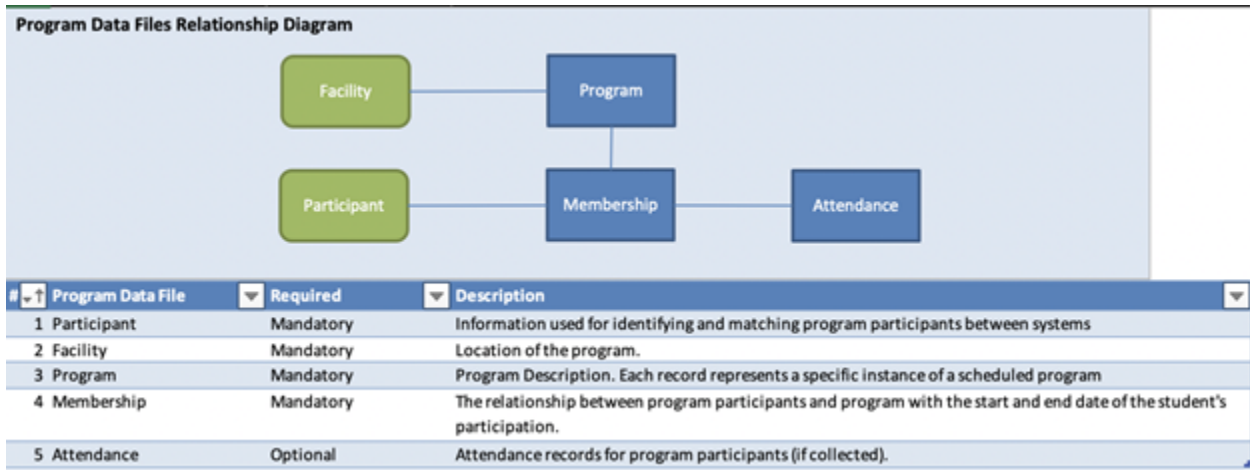 Program Data Files Relationship Diagram
Facility
Program
Participant
Membership
Attendance
# Program Data File Required Description
1 Participant Mandatory Information used for identifying and matching program participants between systems
2 Facility Mandatory Location of the program.
3 Program Mandatory Program Description. Each record represents a specific instance of a scheduled program
4 Membership Mandatory The relationship between program participants and program with the start and end date of the student's
participation.
5 Attendance Optional Attendance records for program participants (if collected).